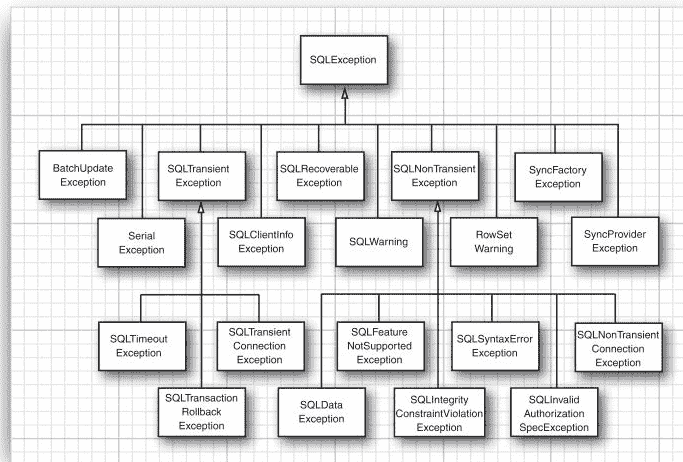 SQLException
BatchUpdate
Exception
SQLTransient
Exception
SQLRecoverable
Exception
SQLNonTransient
Exception
SyncFactory
Exception
Serial
Exception
SQLClientInfo
Exception
SQLWarning
RowSet
Warning
SyncProvider
Exception
SQLTimeout
Exception
SQLTransient
Connection
Exception
SQLFeature
NotSupported
Exception
SQLSyntaxError
Exception
SQLNonTransient
Connection
Exception
SQLTransaction
Rollback
Exception
SQLData
Exception
SQLIntegrity
ConstraintViolation
Exception
SQLInvalid
Authorization
SpecException